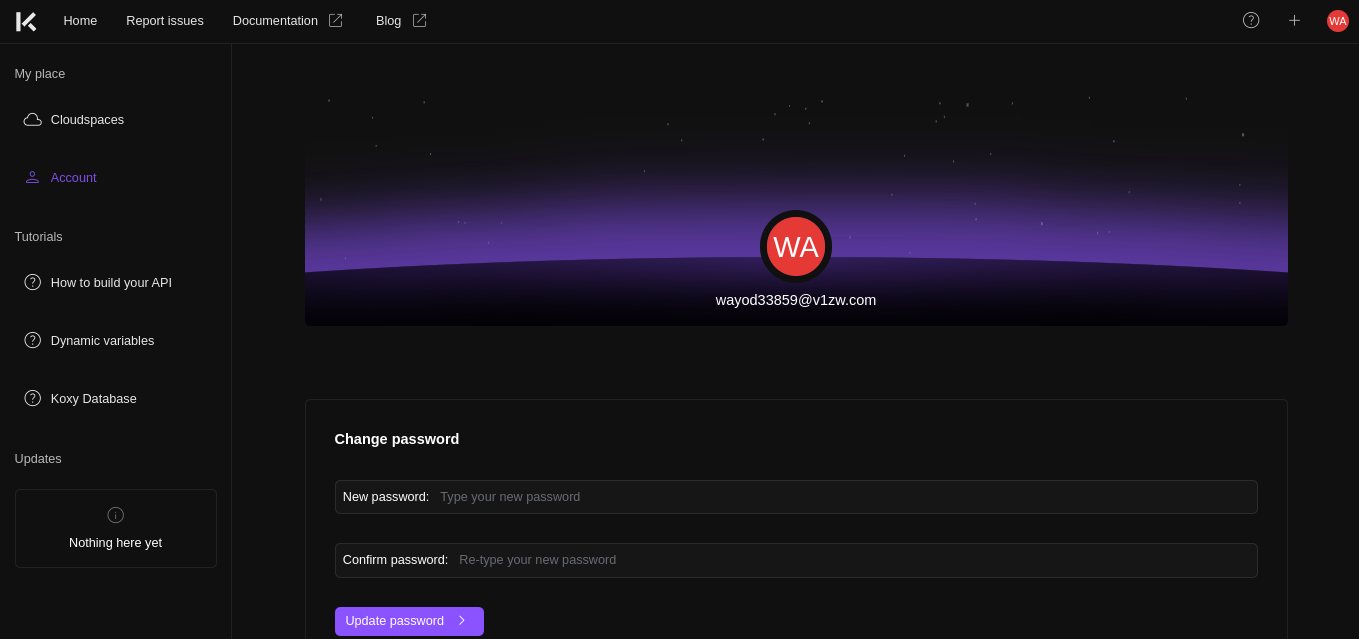 Home Report issues Documentation Blog WA
My place
Cloudspaces
Account
Tutorials
How to build your API
Dynamic variables
Koxy Database
Updates
Nothing here yet
WA
wayod33859@v1zw.com
Change password
New password: Type your new password
Confirm password: Re-type your new password
Update password